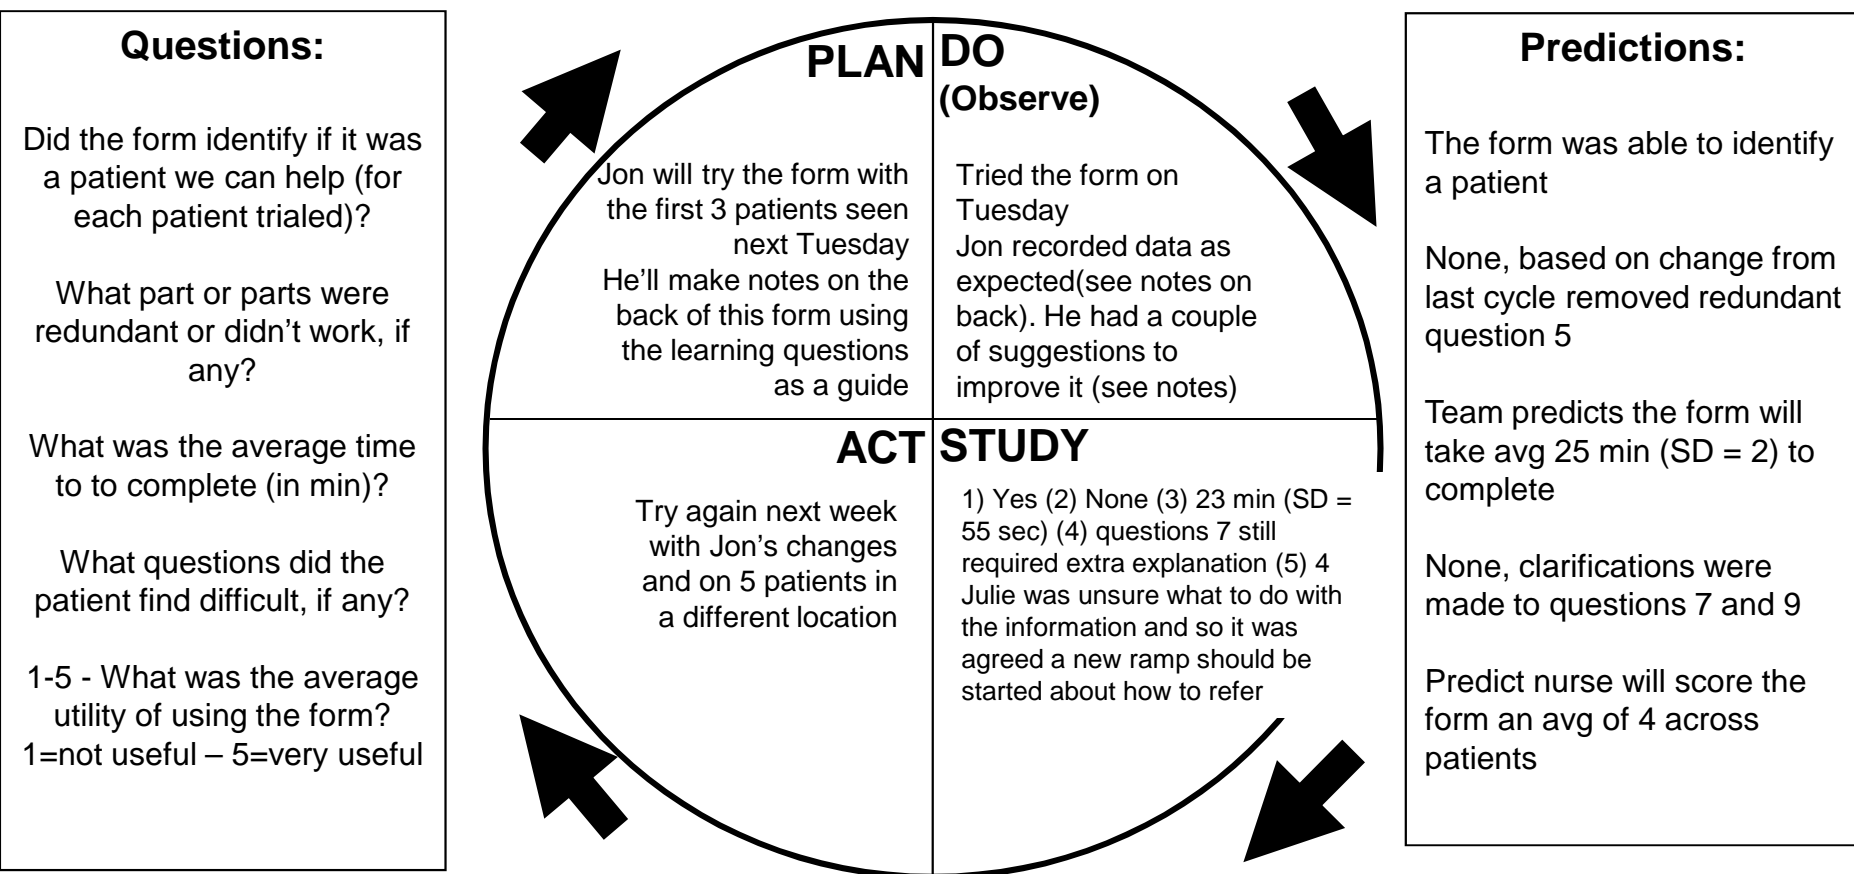 Questions:
Did the form identify if it was
a patient we can help (for
each patient trialed)?
What part or parts were
redundant or didn’t work, if
any?
What was the average time
to to complete (in min)?
What questions did the
patient find difficult, if any?
1-5 - What was the average
utility of using the form?
1=not useful – 5=very useful
PLAN
Jon will try the form with
the first 3 patients seen
next Tuesday
He’ll make notes on the
back of this form using
the learning questions
as a guide
DO
(Observe)
Tried the form on
Tuesday
Jon recorded data as
expected(see notes on
back). He had a couple
of suggestions to
improve it (see notes)
ACT
Try again next week
with Jon’s changes
and on 5 patients in
a different location
STUDY
1) Yes (2) None (3) 23 min (SD =
55 sec) (4) questions 7 still
required extra explanation (5) 4
Julie was unsure what to do with
the information and so it was
agreed a new ramp should be
started about how to refer
Predictions:
The form was able to identify
a patient
None, based on change from
last cycle removed redundant
question 5
Team predicts the form will
take avg 25 min (SD = 2) to
complete
None, clarifications were
made to questions 7 and 9
Predict nurse will score the
form an avg of 4 across
patients